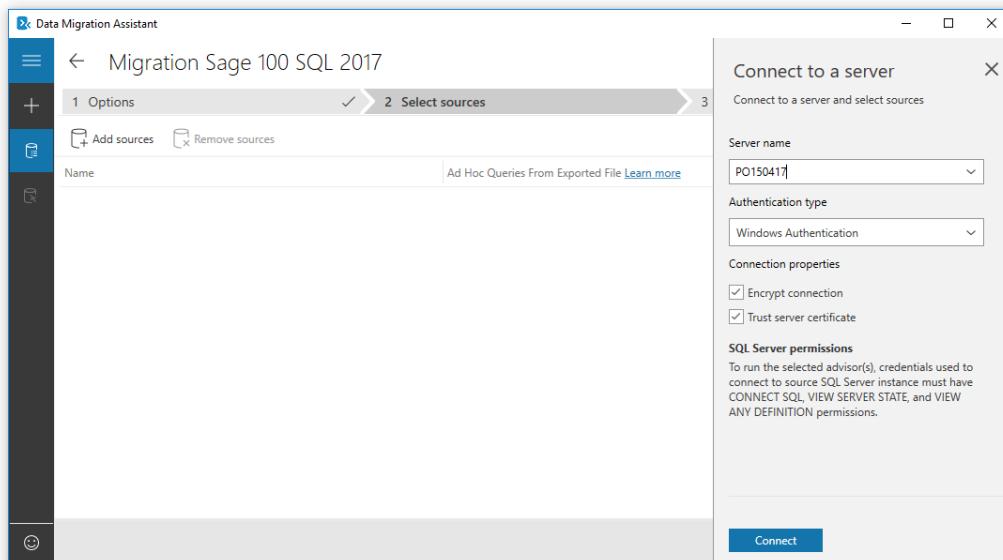 Data Migration Assistant
Migration Sage 100 SQL 2017
1 Options
2 Select sources
3
Add sources
Remove sources
Name
Ad Hoc Queries From Exported File Learn more
Connect to a server
Connect to a server and select sources
Server name
PO150417
Authentication type
Windows Authentication
Connection properties
Encrypt connection
Trust server certificate
SQL Server permissions
To run the selected advisor(s), credentials used to
connect to source SQL Server instance must have
CONNECT SQL, VIEW SERVER STATE, and VIEW
ANY DEFINITION permissions.
Connect